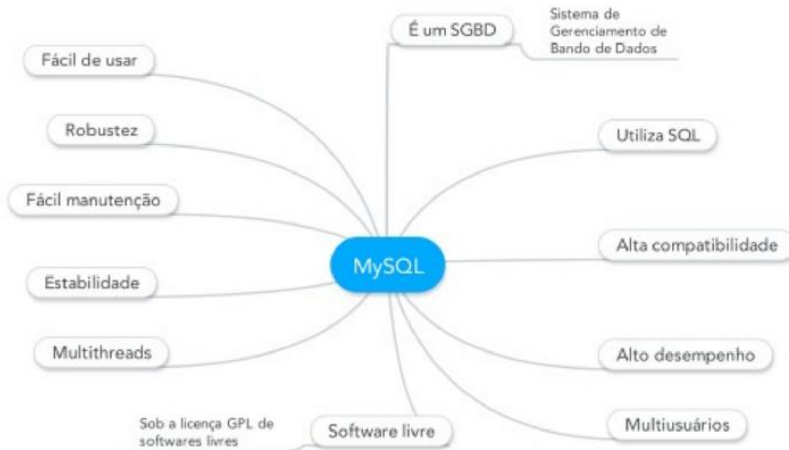 É um SGBD
Sistema de
Gerenciamento de
Bando de Dados
Fácil de usar
Robustez
Utiliza SQL
Fácil manutenção
MySQL
Alta compatibilidade
Estabilidade
Multithreads
Alto desempenho
Sob a licença GPL de
softwares livres
Software livre
Multiusuários